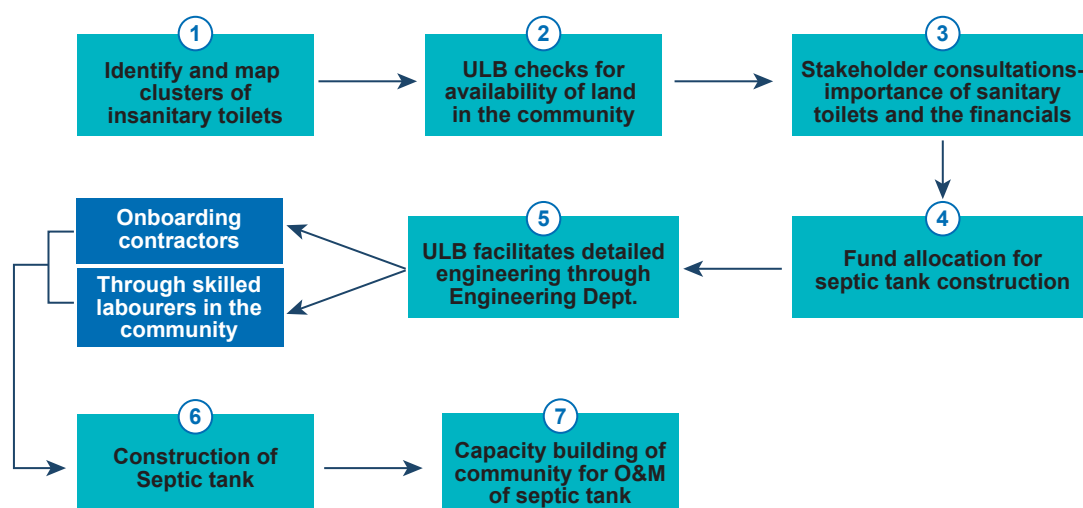 1
Identify and map
clusters of
insanitary toilets
2
ULB checks for
availability of land
in the community
3
Stakeholder consultations-
importance of sanitary
toilets and the financials
4
Fund allocation for
septic tank construction
5
ULB facilitates detailed
engineering through
Engineering Dept.
Onboarding
contractors
Through skilled
labourers in the
community
6
Construction of
Septic tank
7
Capacity building of
community for O&M
of septic tank